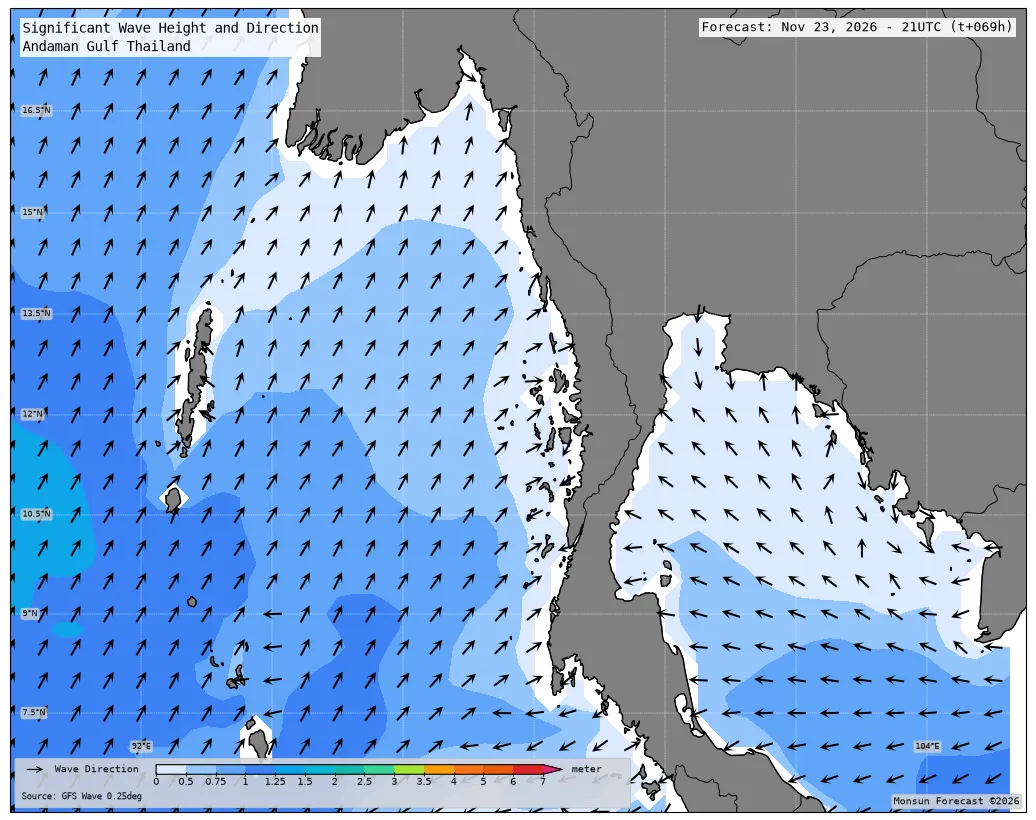 Significant Wave Height and Direction
Andaman Gulf Thailand
Forecast: Nov 23, 2026 - 21UTC (t+069h)
16.5°N
15°N
13.5°N
12°N
10.5°N
9°N
7.5°N
92°E
104°E
Wave Direction
0.5 0.75 1 1.25 1.5 2 2.5 3 3.5 4 5 6 7
meter
Source: GFS Wave 0.25deg
Monsun Forecast ©2026